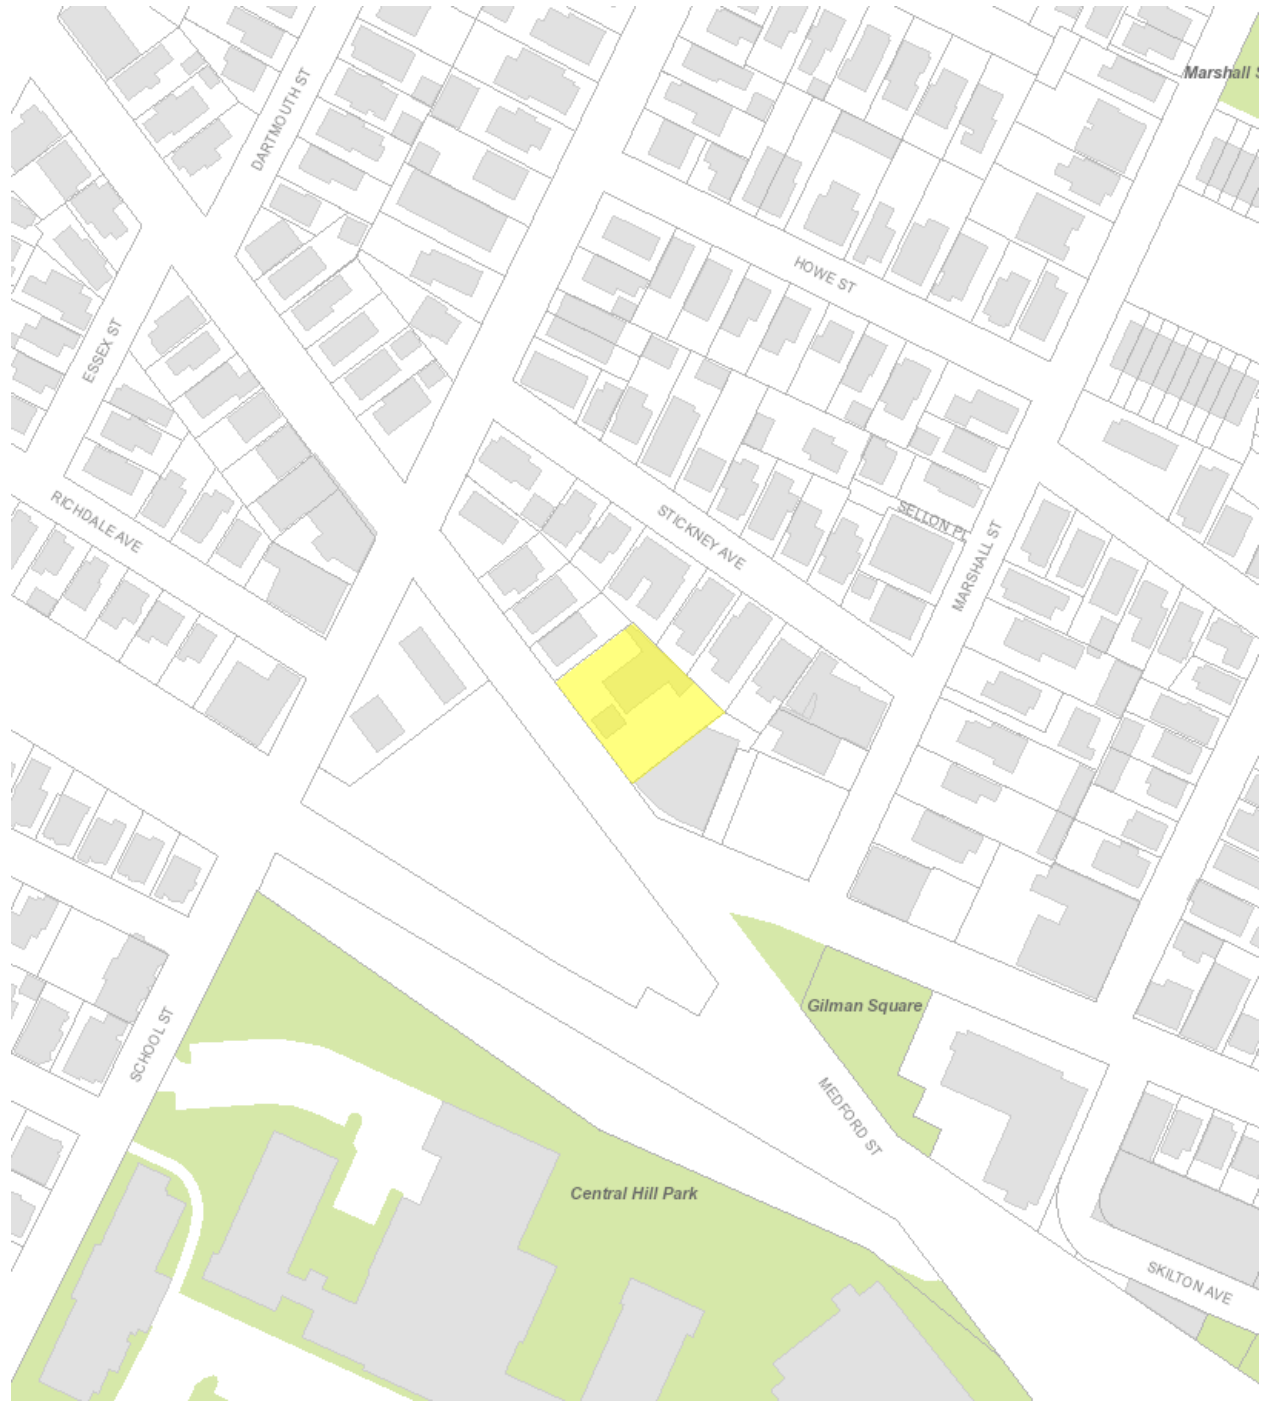 Marshall S
DARTMOUTH ST
HOWE ST
ESSEX ST
RICHDALE AVE
STICKNEY AVE
SELLON PL
MARSHALL ST
Gilman Square
SCHOOL ST
MEDFORD ST
Central Hill Park
SKILTON AVE